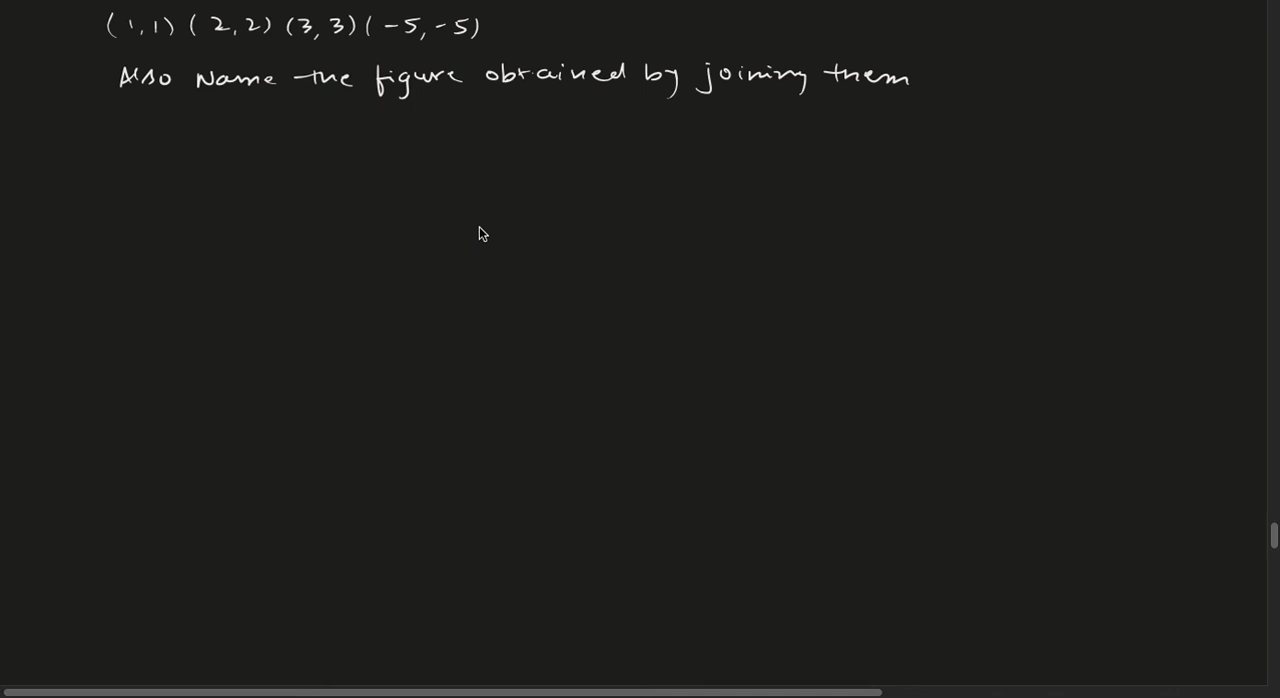 (1,1) (2,2) (3,3) (-5,-5)
Also Name the figure obtained by joining them